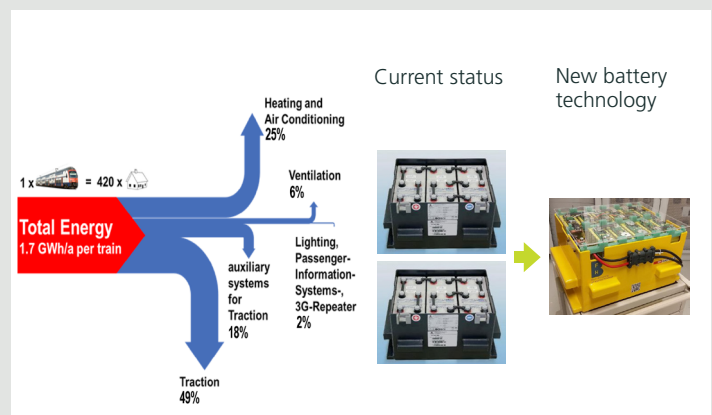 Current status
New battery
technology
Heating and
Air Conditioning
25%
1 x = 420 x
Ventilation
6%
Total Energy
1.7 GWh/a per train
Lighting,
Passenger-
Information-
Systems-,
3G-Repeater
2%
auxiliary
systems
for
Traction
18%
Traction
49%